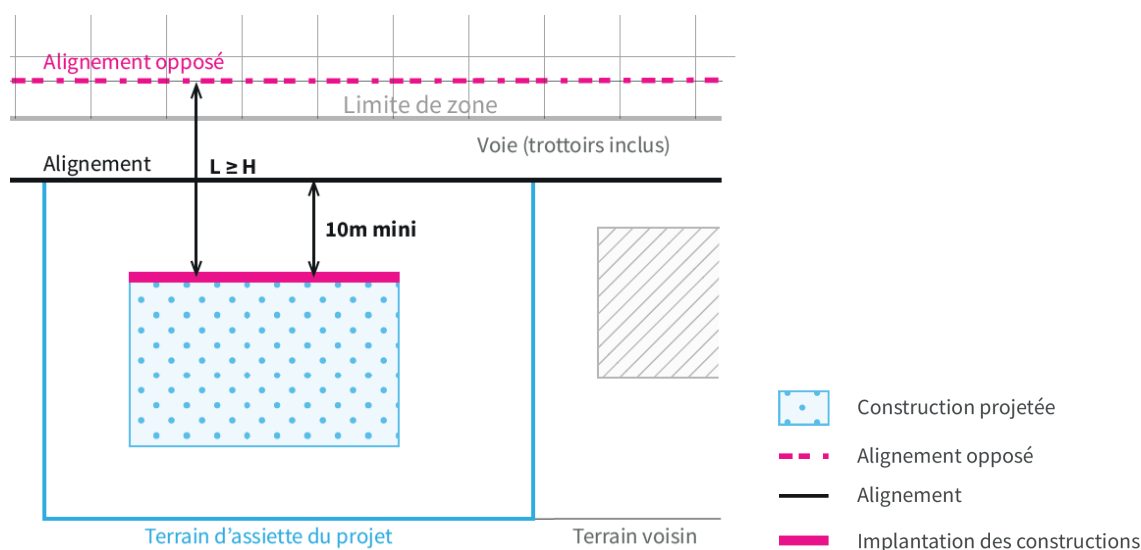 Alignement opposé
Limite de zone
Voie (trottoirs inclus)
Alignement
L ≥ H
10m mini
Construction projetée
Alignement opposé
Alignement
Implantation des constructions
Terrain d’assiette du projet
Terrain voisin